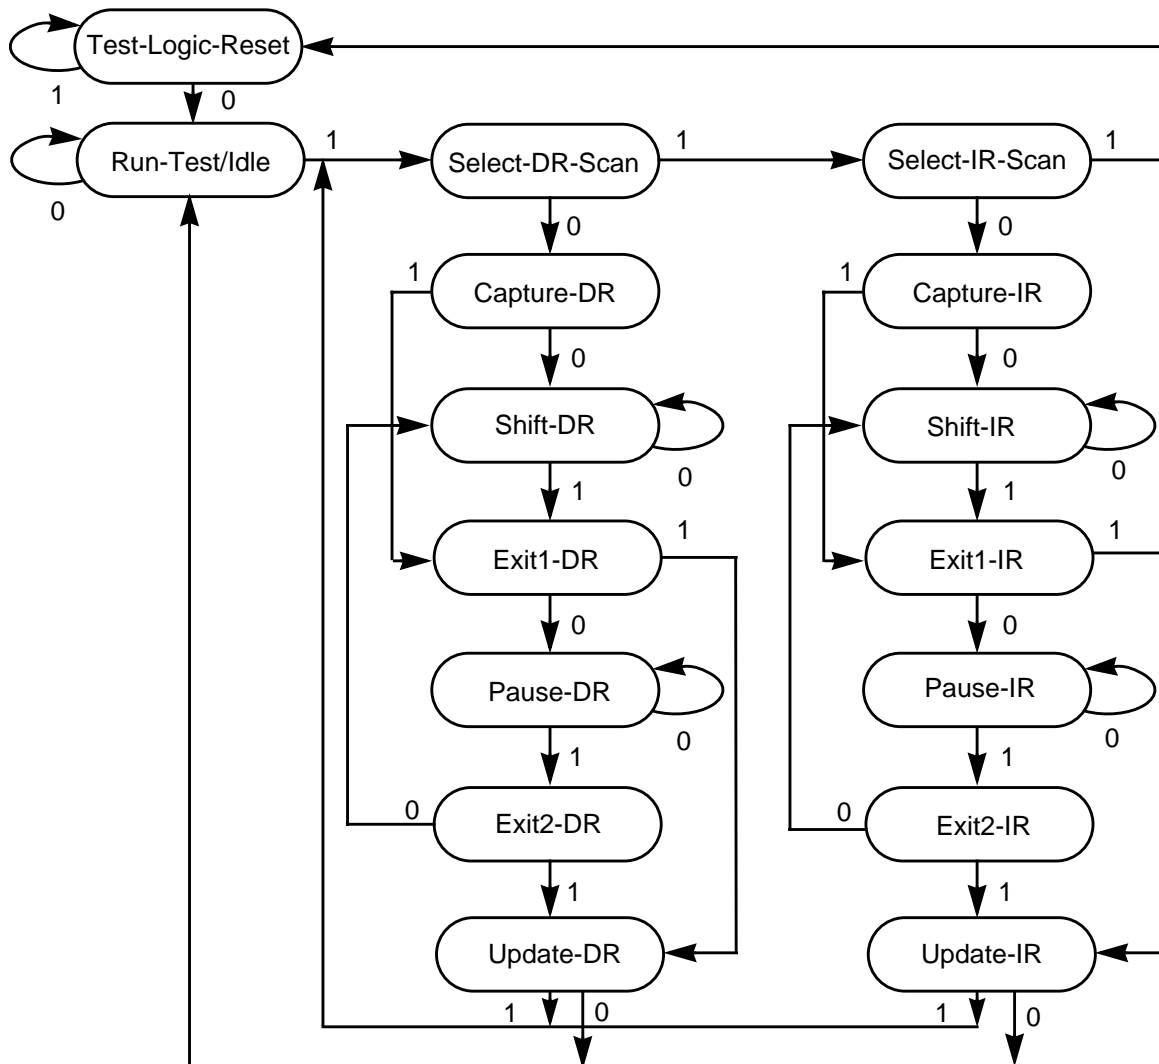 Test-Logic-Reset
1
0
Run-Test/Idle
1
Select-DR-Scan
1
Select-IR-Scan
1
0
0
0
1
Capture-DR
1
Capture-IR
0
0
Shift-DR
Shift-IR
0
0
1
1
Exit1-DR
1
Exit1-IR
1
0
0
Pause-DR
Pause-IR
0
0
1
1
0
Exit2-DR
0
Exit2-IR
1
1
Update-DR
Update-IR
1
0
1
0